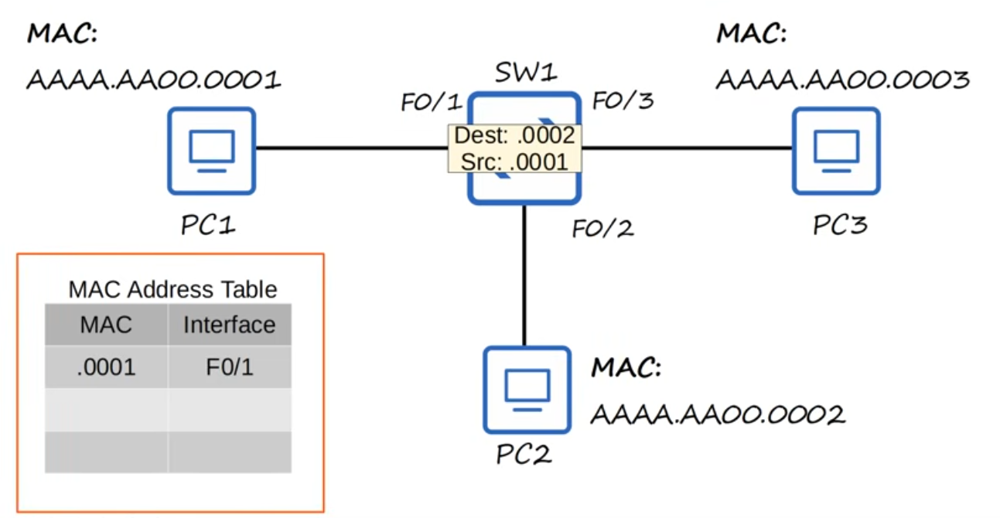 MAC:
AAAA.AA00.0001
PC1
F0/1
SW1
F0/3
Dest: .0002
Src: .0001
F0/2
MAC:
AAAA.AA00.0003
PC3
MAC Address Table
MAC Interface
.0001 F0/1
MAC:
AAAA.AA00.0002
PC2